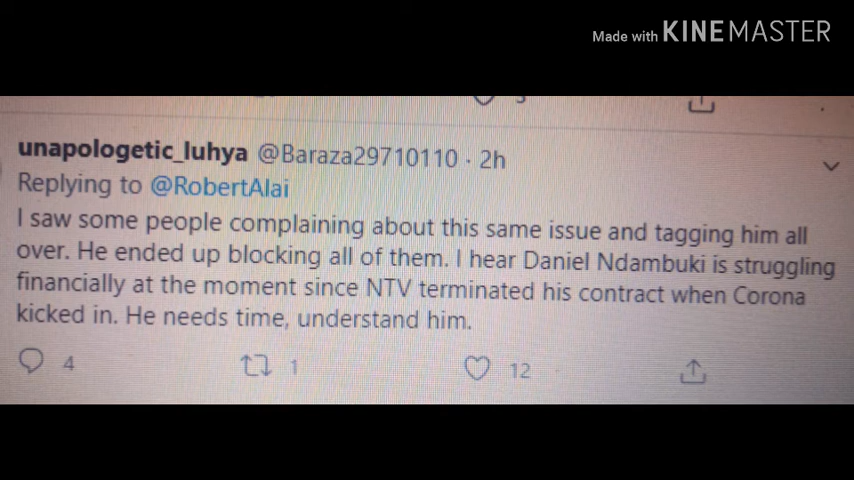 Made with KINEMASTER
3
unapologetic_luhya @Baraza29710110 · 2h
Replying to @RobertAlai
I saw some people complaining about this same issue and tagging him all
over. He ended up blocking all of them. I hear Daniel Ndambuki is struggling
financially at the moment since NTV terminated his contract when Corona
kicked in. He needs time, understand him.
4 1 12